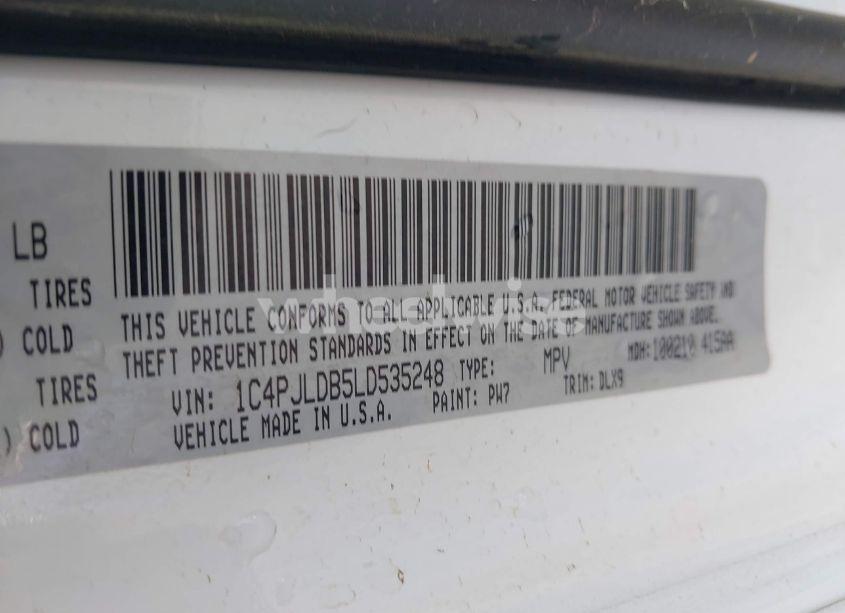 LB
TIRES
) COLD
TIRES
) COLD
THIS VEHICLE CONFORMS TO ALL APPLICABLE U.S.A. FEDERAL MOTOR VEHICLE SAFETY AND
THEFT PREVENTION STANDARDS IN EFFECT ON THE DATE OF MANUFACTURE SHOWN ABOVE.
VIN: 1C4PJLDB5LD535248 TYPE: MPV MDH: 100210 415AA
VEHICLE MADE IN U.S.A. PAINT: PW7 TRIM: DLX9
wheelwise